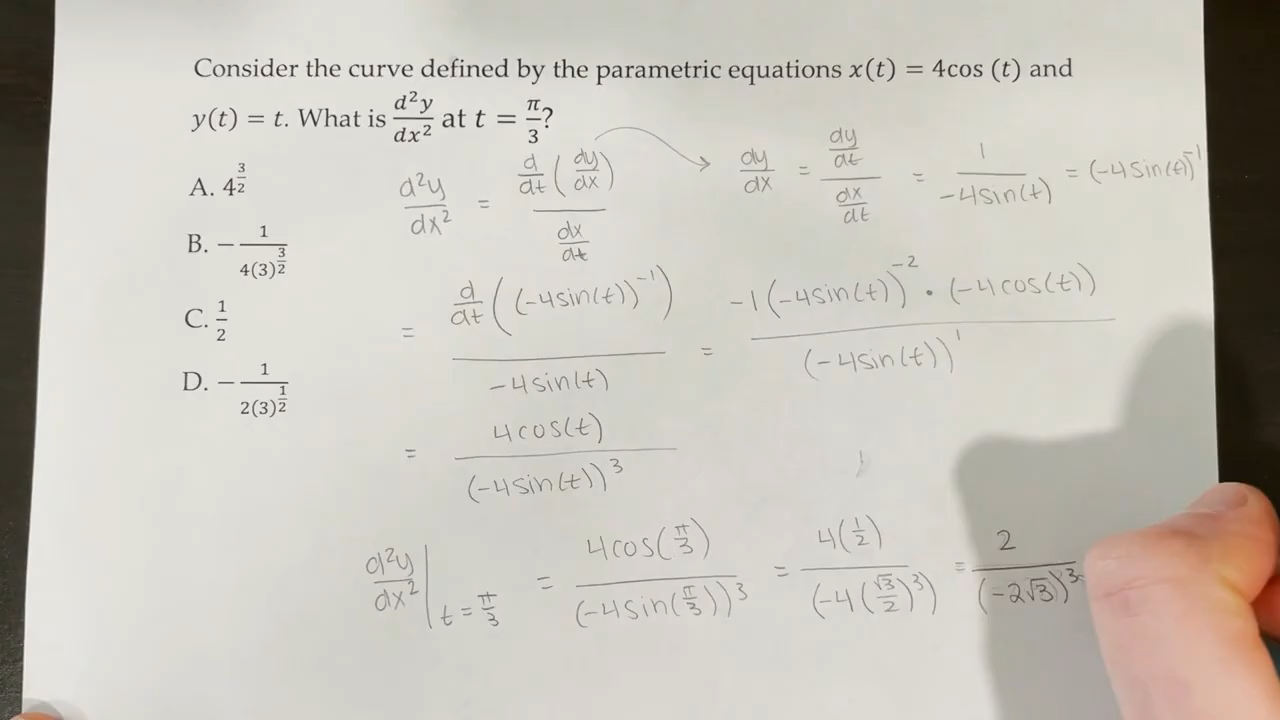 Consider the curve defined by the parametric equations x(t) = 4cos (t) and
y(t) = t. What is d²y/dx² at t = π/3?
A. 4^(3/2)
B. −1/(4(3)^(3/2))
C. 1/2
D. −1/(2(3)^(1/2))
d²y/dx² = (d/dt (dy/dx))/(dx/dt)
dy/dx = (dy/dt)/(dx/dt) = 1/(-4sin(t)) = (-4sin(t))^-1
= (d/dt ((-4sin(t))^-1))/(-4sin(t)) = (-1(-4sin(t))^-2 • (-4cos(t)))/((-4sin(t))^1)
= 4cos(t)/(-4sin(t))^3
d²y/dx² | t = π/3 = 4cos(π/3)/(-4sin(π/3))^3 = 4(1/2)/(-4(√3/2)^3) = 2/(-2√3)^3